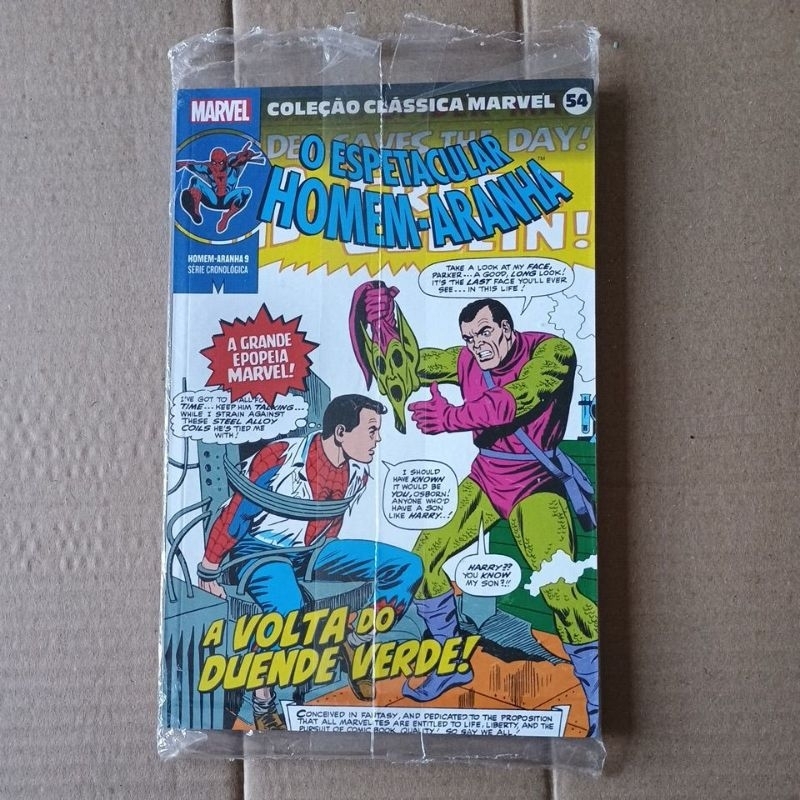 MARVEL
COLEÇÃO CLÁSSICA MARVEL 54
SAVES THE DAY!
O ESPETACULAR
HOMEM-ARANHA™
HOMEM-ARANHA 9
SÉRIE CRONOLÓGICA
M
TAKE A LOOK AT MY FACE,
PARKER... A GOOD, LONG LOOK!
IT'S THE LAST FACE YOU'LL EVER
SEE... IN THIS LIFE!
A GRANDE
EPOPEIA
MARVEL!
I'VE GOT TO
TIME... KEEP HIM TALKING...
WHILE I STRAIN AGAINST
THESE STEEL ALLOY
COILS HE'S TIED ME
WITH!
I SHOULD
HAVE KNOWN
IT WOULD BE
YOU, OSBORN!
ANYONE WHO'D
HAVE A SON
LIKE HARRY..!
HARRY??
YOU KNOW
MY SON?!!
A VOLTA DO
DUENDE VERDE!
CONCEIVED IN FANTASY, AND DEDICATED TO THE PROPOSITION
THAT ALL MARVELITES ARE ENTITLED TO LIFE, LIBERTY, AND THE
PURSUIT OF COMIC BOOK QUALITY! SO SAY WE ALL!